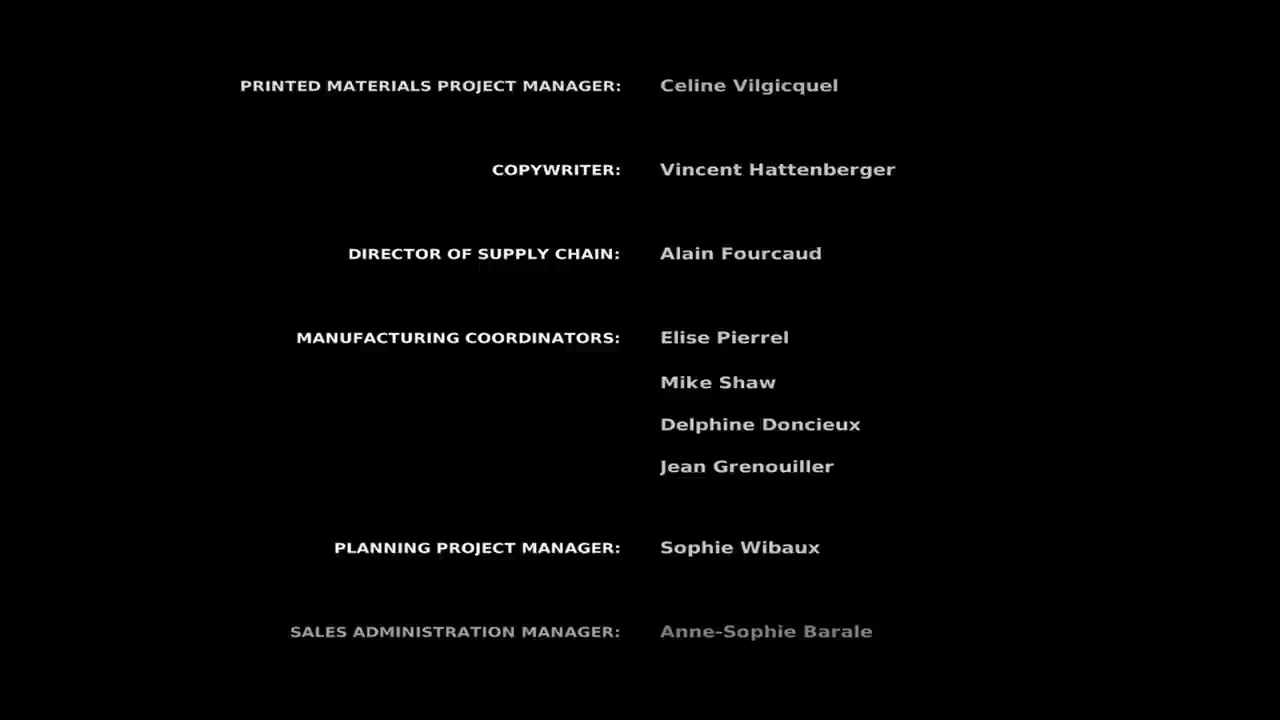 PRINTED MATERIALS PROJECT MANAGER: Celine Vilgicquel
COPYWRITER: Vincent Hattenberger
DIRECTOR OF SUPPLY CHAIN: Alain Fourcaud
MANUFACTURING COORDINATORS: Elise Pierrel
Mike Shaw
Delphine Doncieux
Jean Grenouiller
PLANNING PROJECT MANAGER: Sophie Wibaux
SALES ADMINISTRATION MANAGER: Anne-Sophie Barale